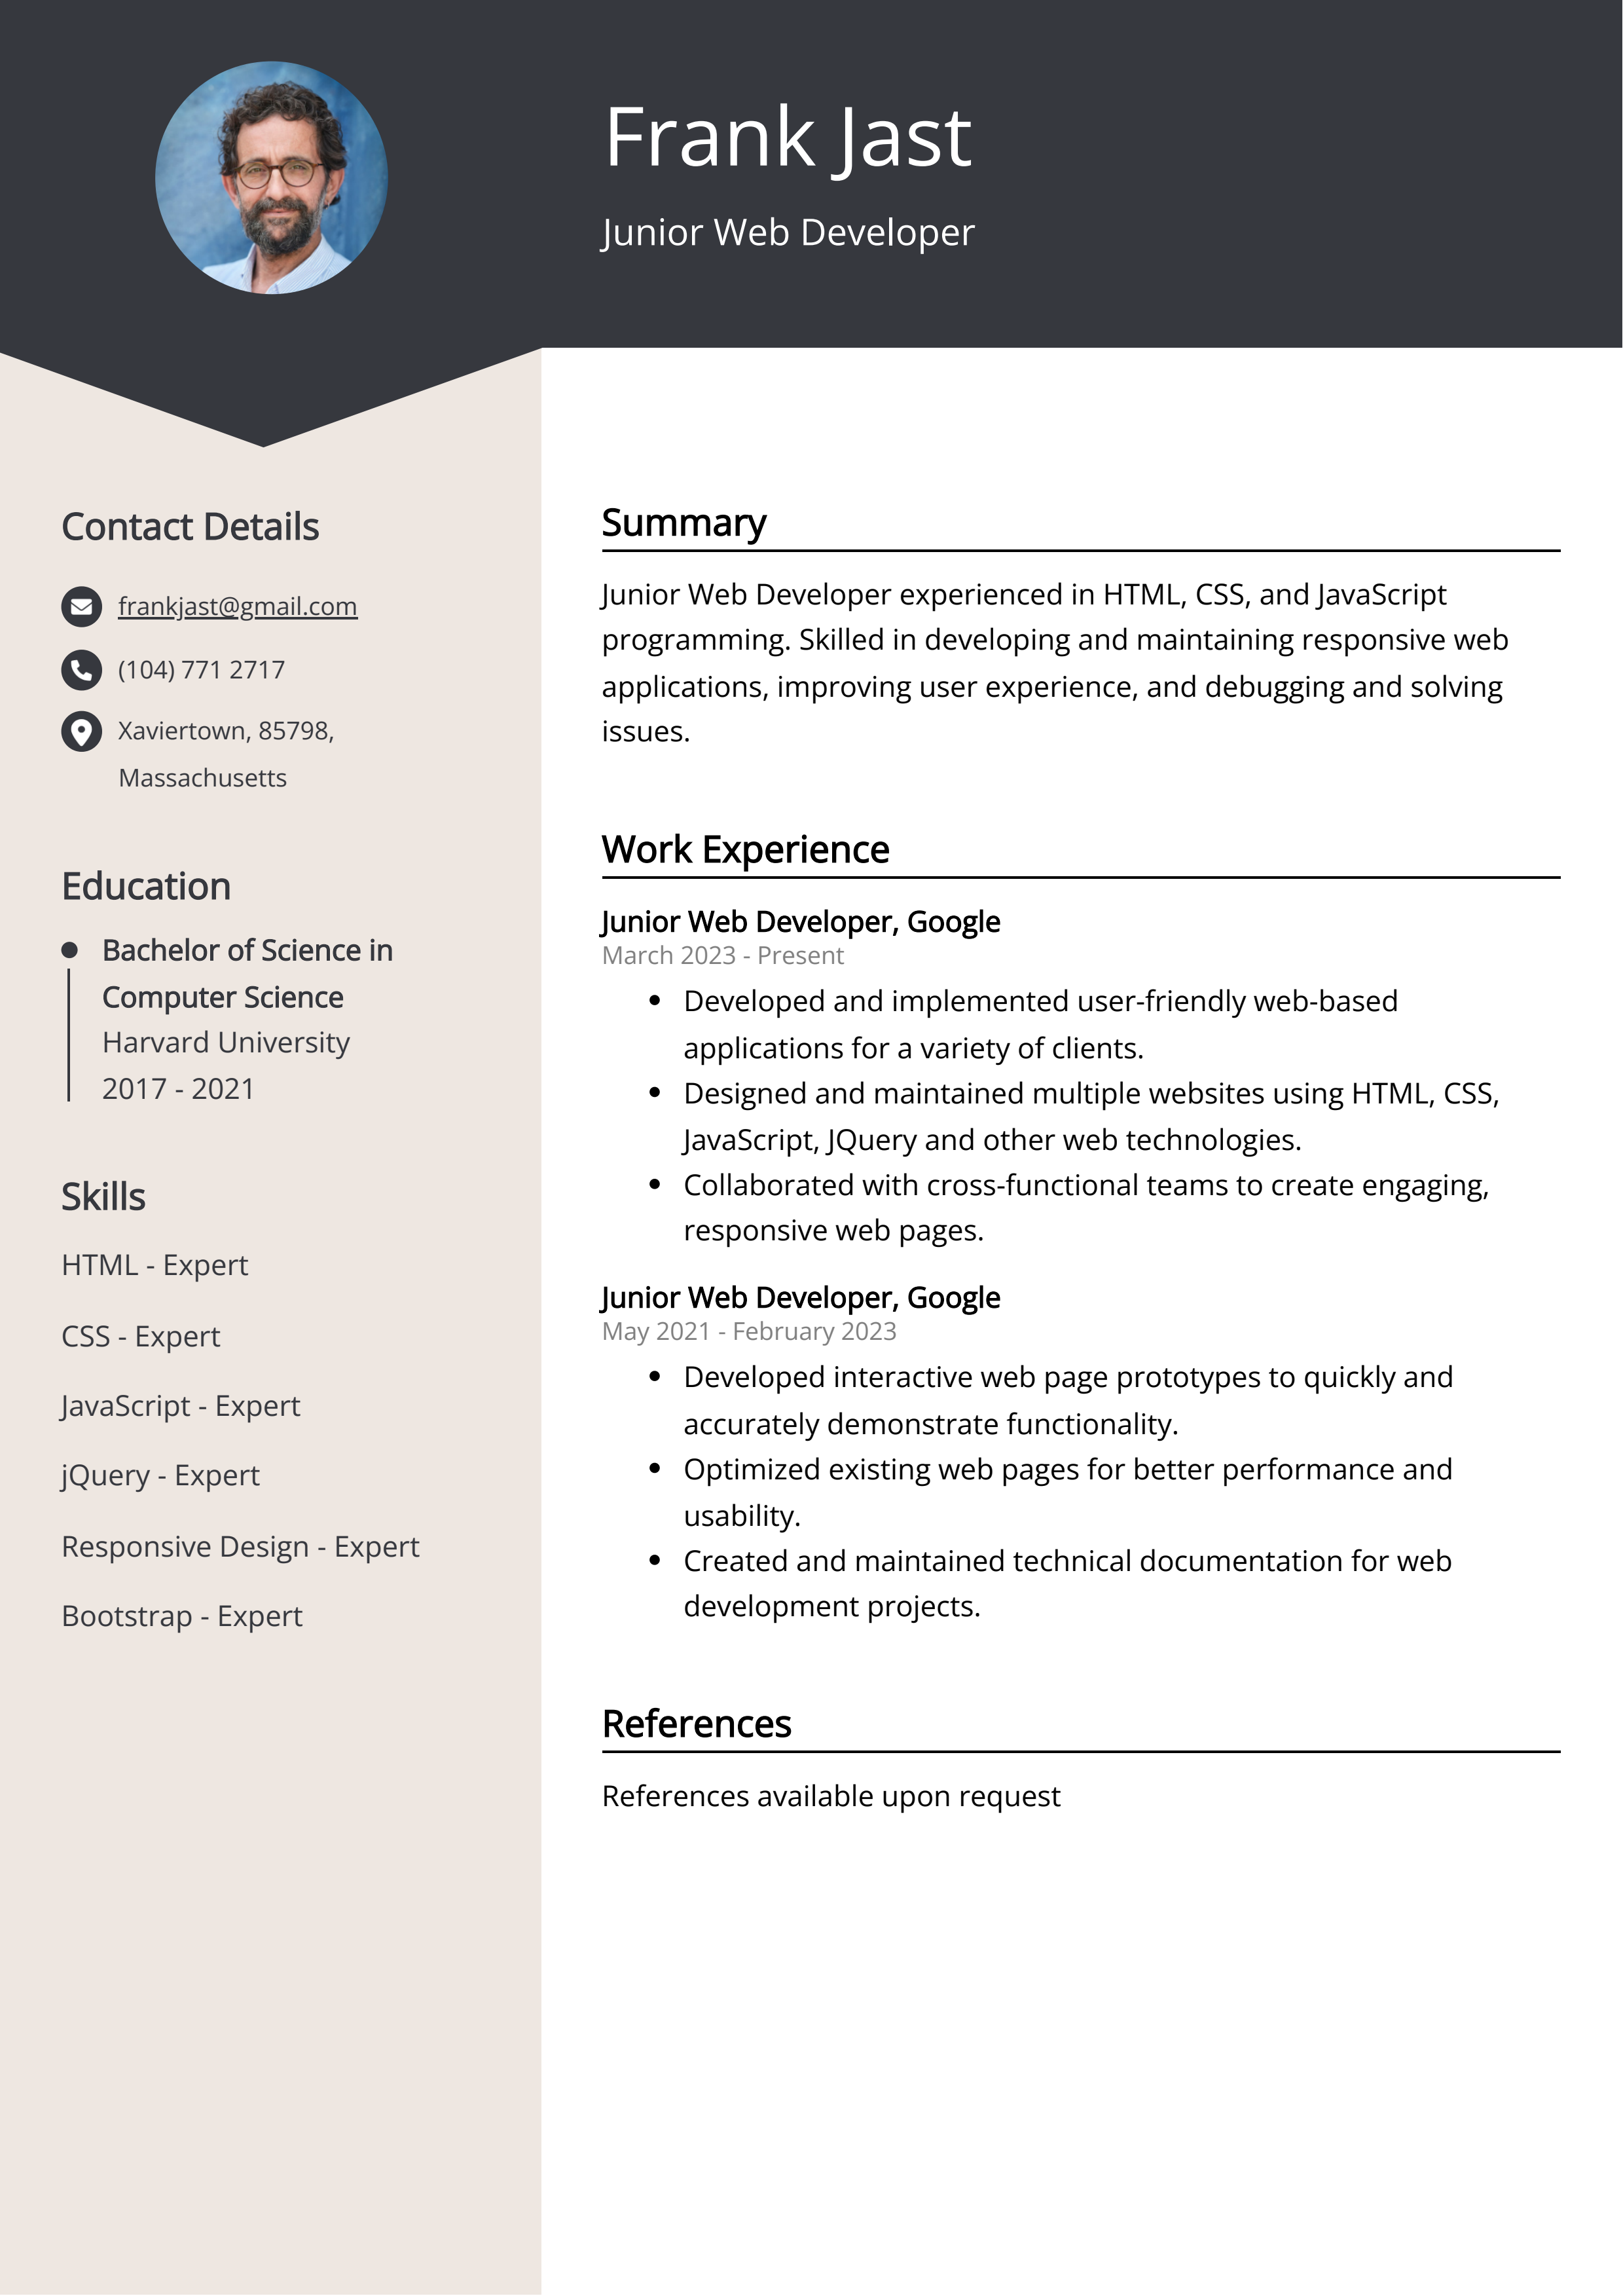 Frank Jast
Junior Web Developer
Contact Details
frankjast@gmail.com
(104) 771 2717
Xaviertown, 85798,
Massachusetts
Education
Bachelor of Science in
Computer Science
Harvard University
2017 - 2021
Skills
HTML - Expert
CSS - Expert
JavaScript - Expert
jQuery - Expert
Responsive Design - Expert
Bootstrap - Expert
Summary
Junior Web Developer experienced in HTML, CSS, and JavaScript
programming. Skilled in developing and maintaining responsive web
applications, improving user experience, and debugging and solving
issues.
Work Experience
Junior Web Developer, Google
March 2023 - Present
• Developed and implemented user-friendly web-based
applications for a variety of clients.
• Designed and maintained multiple websites using HTML, CSS,
JavaScript, JQuery and other web technologies.
• Collaborated with cross-functional teams to create engaging,
responsive web pages.
Junior Web Developer, Google
May 2021 - February 2023
• Developed interactive web page prototypes to quickly and
accurately demonstrate functionality.
• Optimized existing web pages for better performance and
usability.
• Created and maintained technical documentation for web
development projects.
References
References available upon request